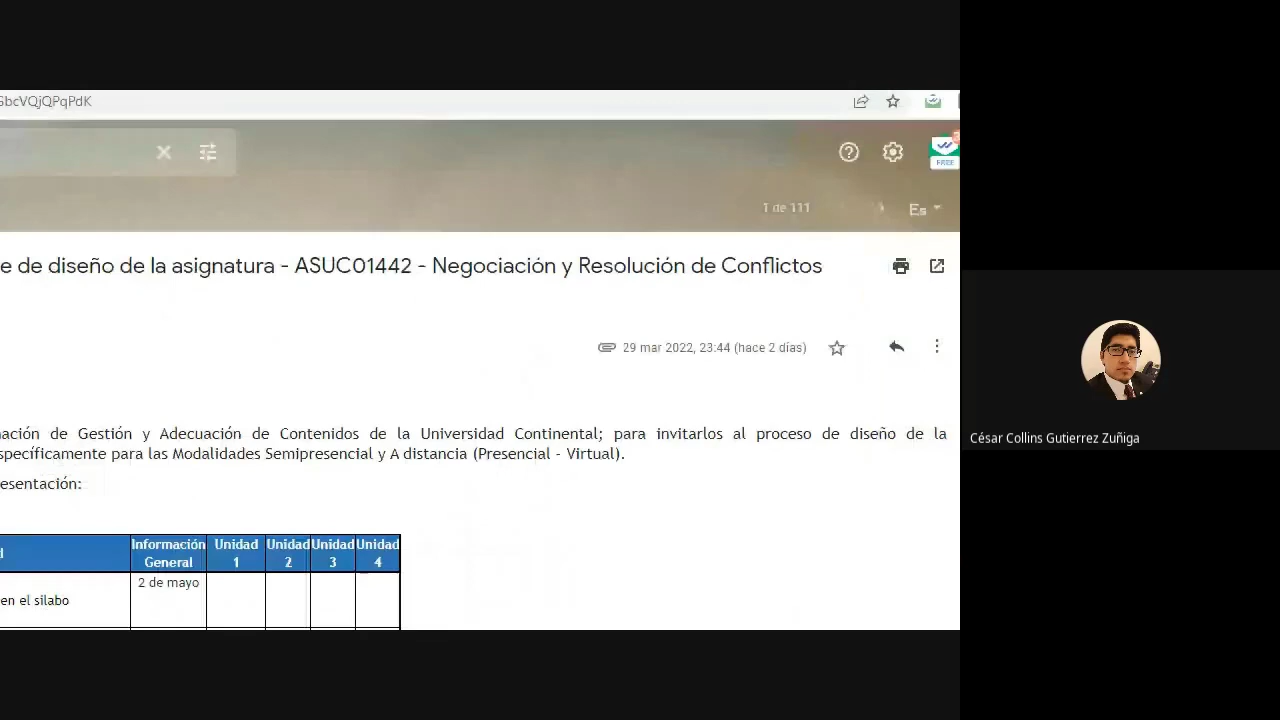 GbcVQjQPqPdK
FREE
1 de 111
Es
e de diseño de la asignatura - ASUC01442 - Negociación y Resolución de Conflictos
29 mar 2022, 23:44 (hace 2 días)
nación de Gestión y Adecuación de Contenidos de la Universidad Continental; para invitarlos al proceso de diseño de la
specíficamente para las Modalidades Semipresencial y A distancia (Presencial - Virtual).
esentación:
Información General Unidad 1 Unidad 2 Unidad 3 Unidad 4
2 de mayo
en el silabo
César Collins Gutierrez Zuñiga